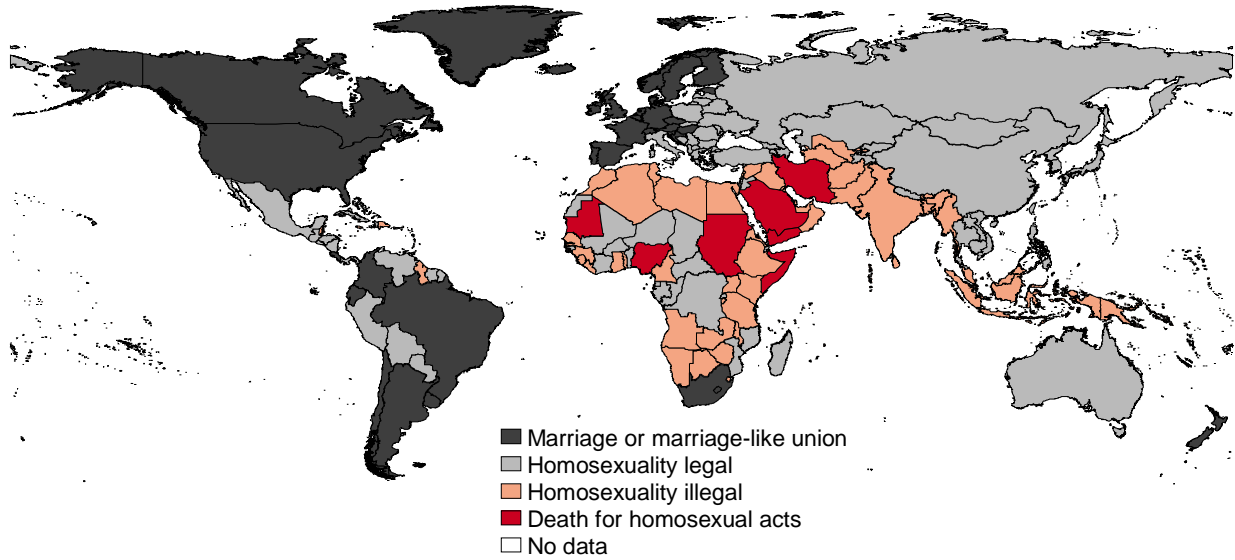 Marriage or marriage-like union
Homosexuality legal
Homosexuality illegal
Death for homosexual acts
No data